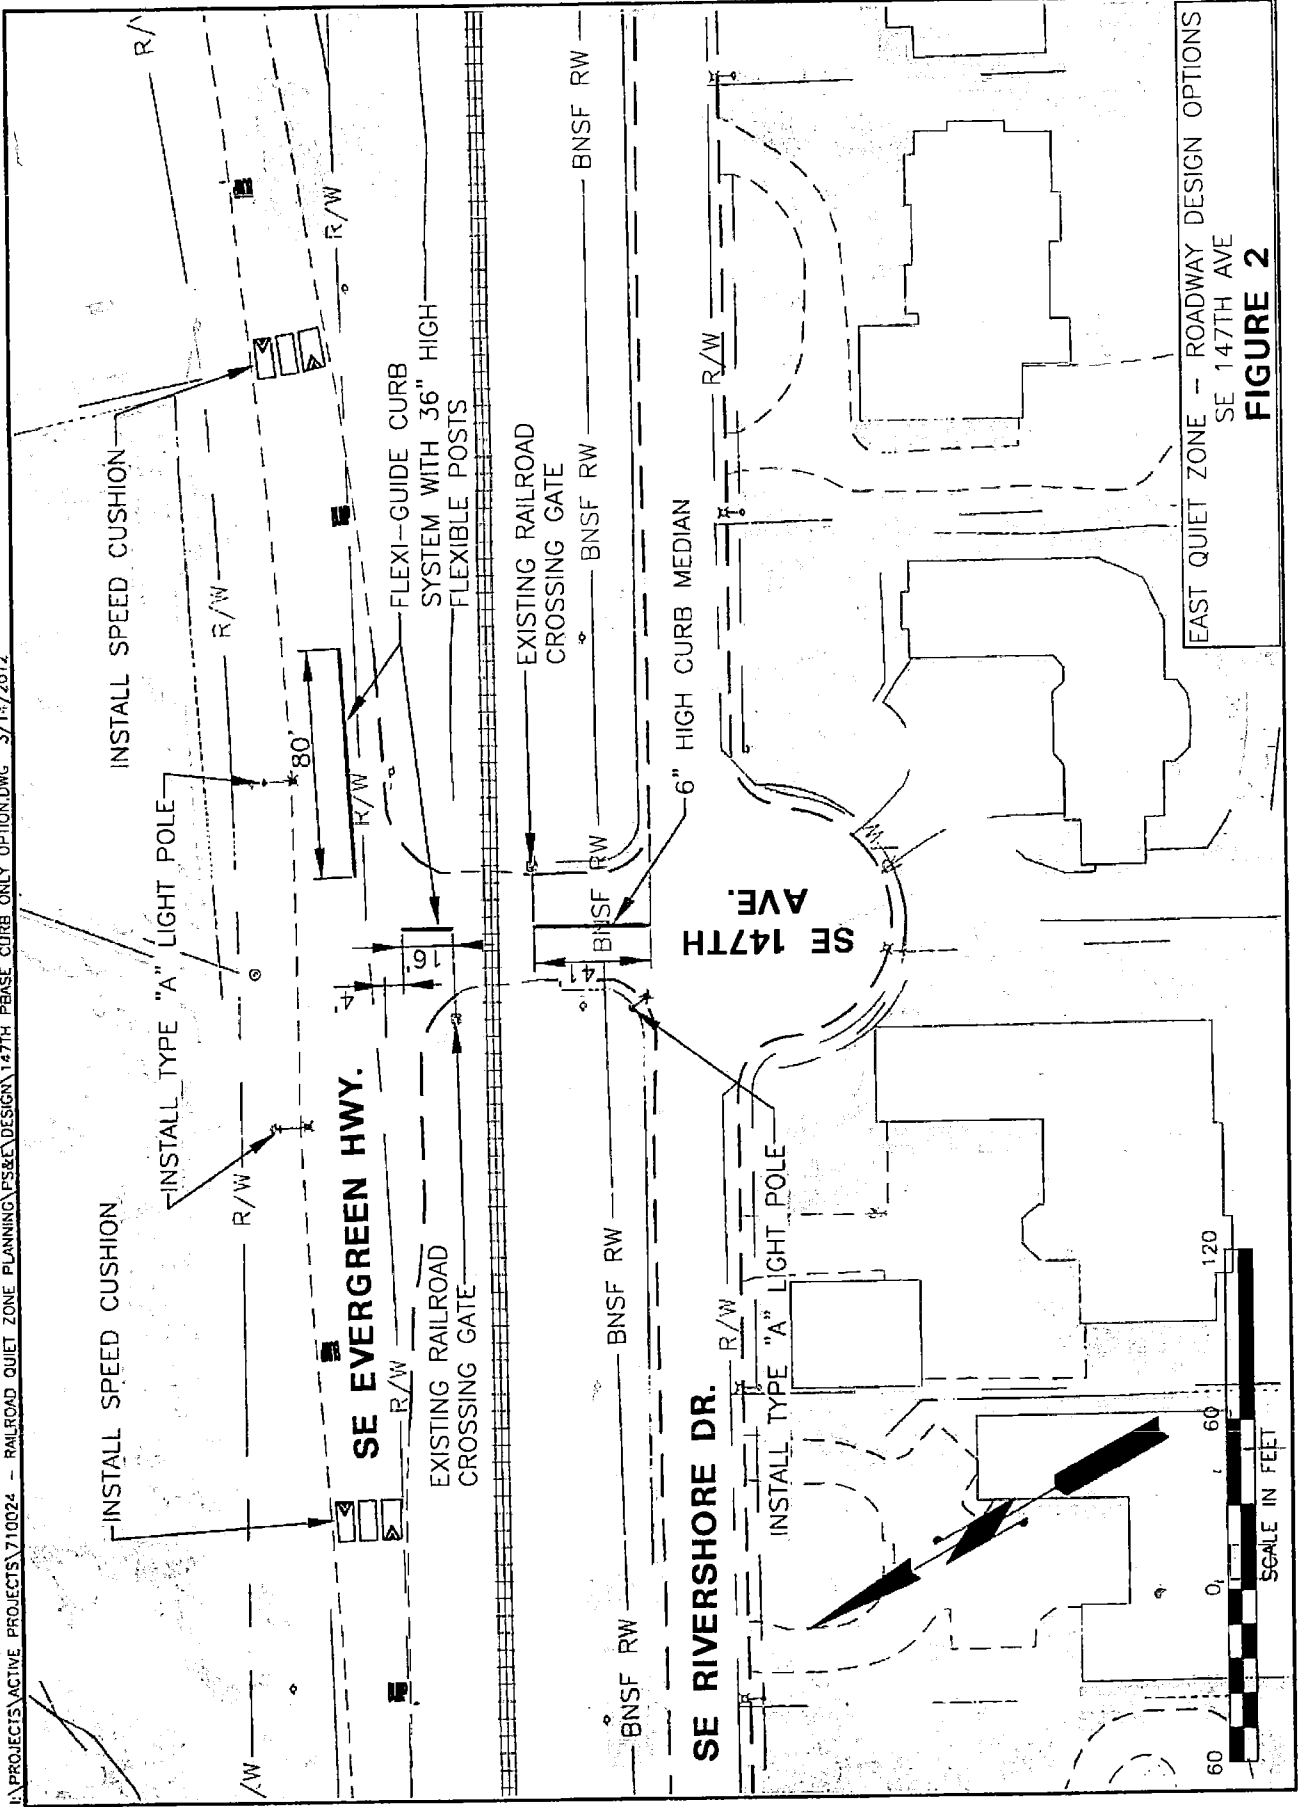 I:\PROJECTS\ACTIVE PROJECTS\710024 - RAILROAD QUIET ZONE PLANNING\PS&E\DESIGN\147TH PBASE CURB ONLY OPTION.DWG
INSTALL SPEED CUSHION
INSTALL SPEED CUSHION
INSTALL TYPE "A" LIGHT POLE
R/
R/W
R/W
R/W
/W
SE EVERGREEN HWY.
80'
R/W
R/W
4'
16'
FLEXI-GUIDE CURB
SYSTEM WITH 36" HIGH
FLEXIBLE POSTS
EXISTING RAILROAD
CROSSING GATE
EXISTING RAILROAD
CROSSING GATE
BNSF RW
BNSF RW
BNSF RW
BNSF RW
BNSF RW
BNSF RW
41'
6" HIGH CURB MEDIAN
SE RIVERSHORE DR.
SE 147TH
AVE.
R/W
R/W
INSTALL TYPE "A" LIGHT POLE
60
0
60
120
SCALE IN FEET
EAST QUIET ZONE - ROADWAY DESIGN OPTIONS
SE 147TH AVE
FIGURE 2